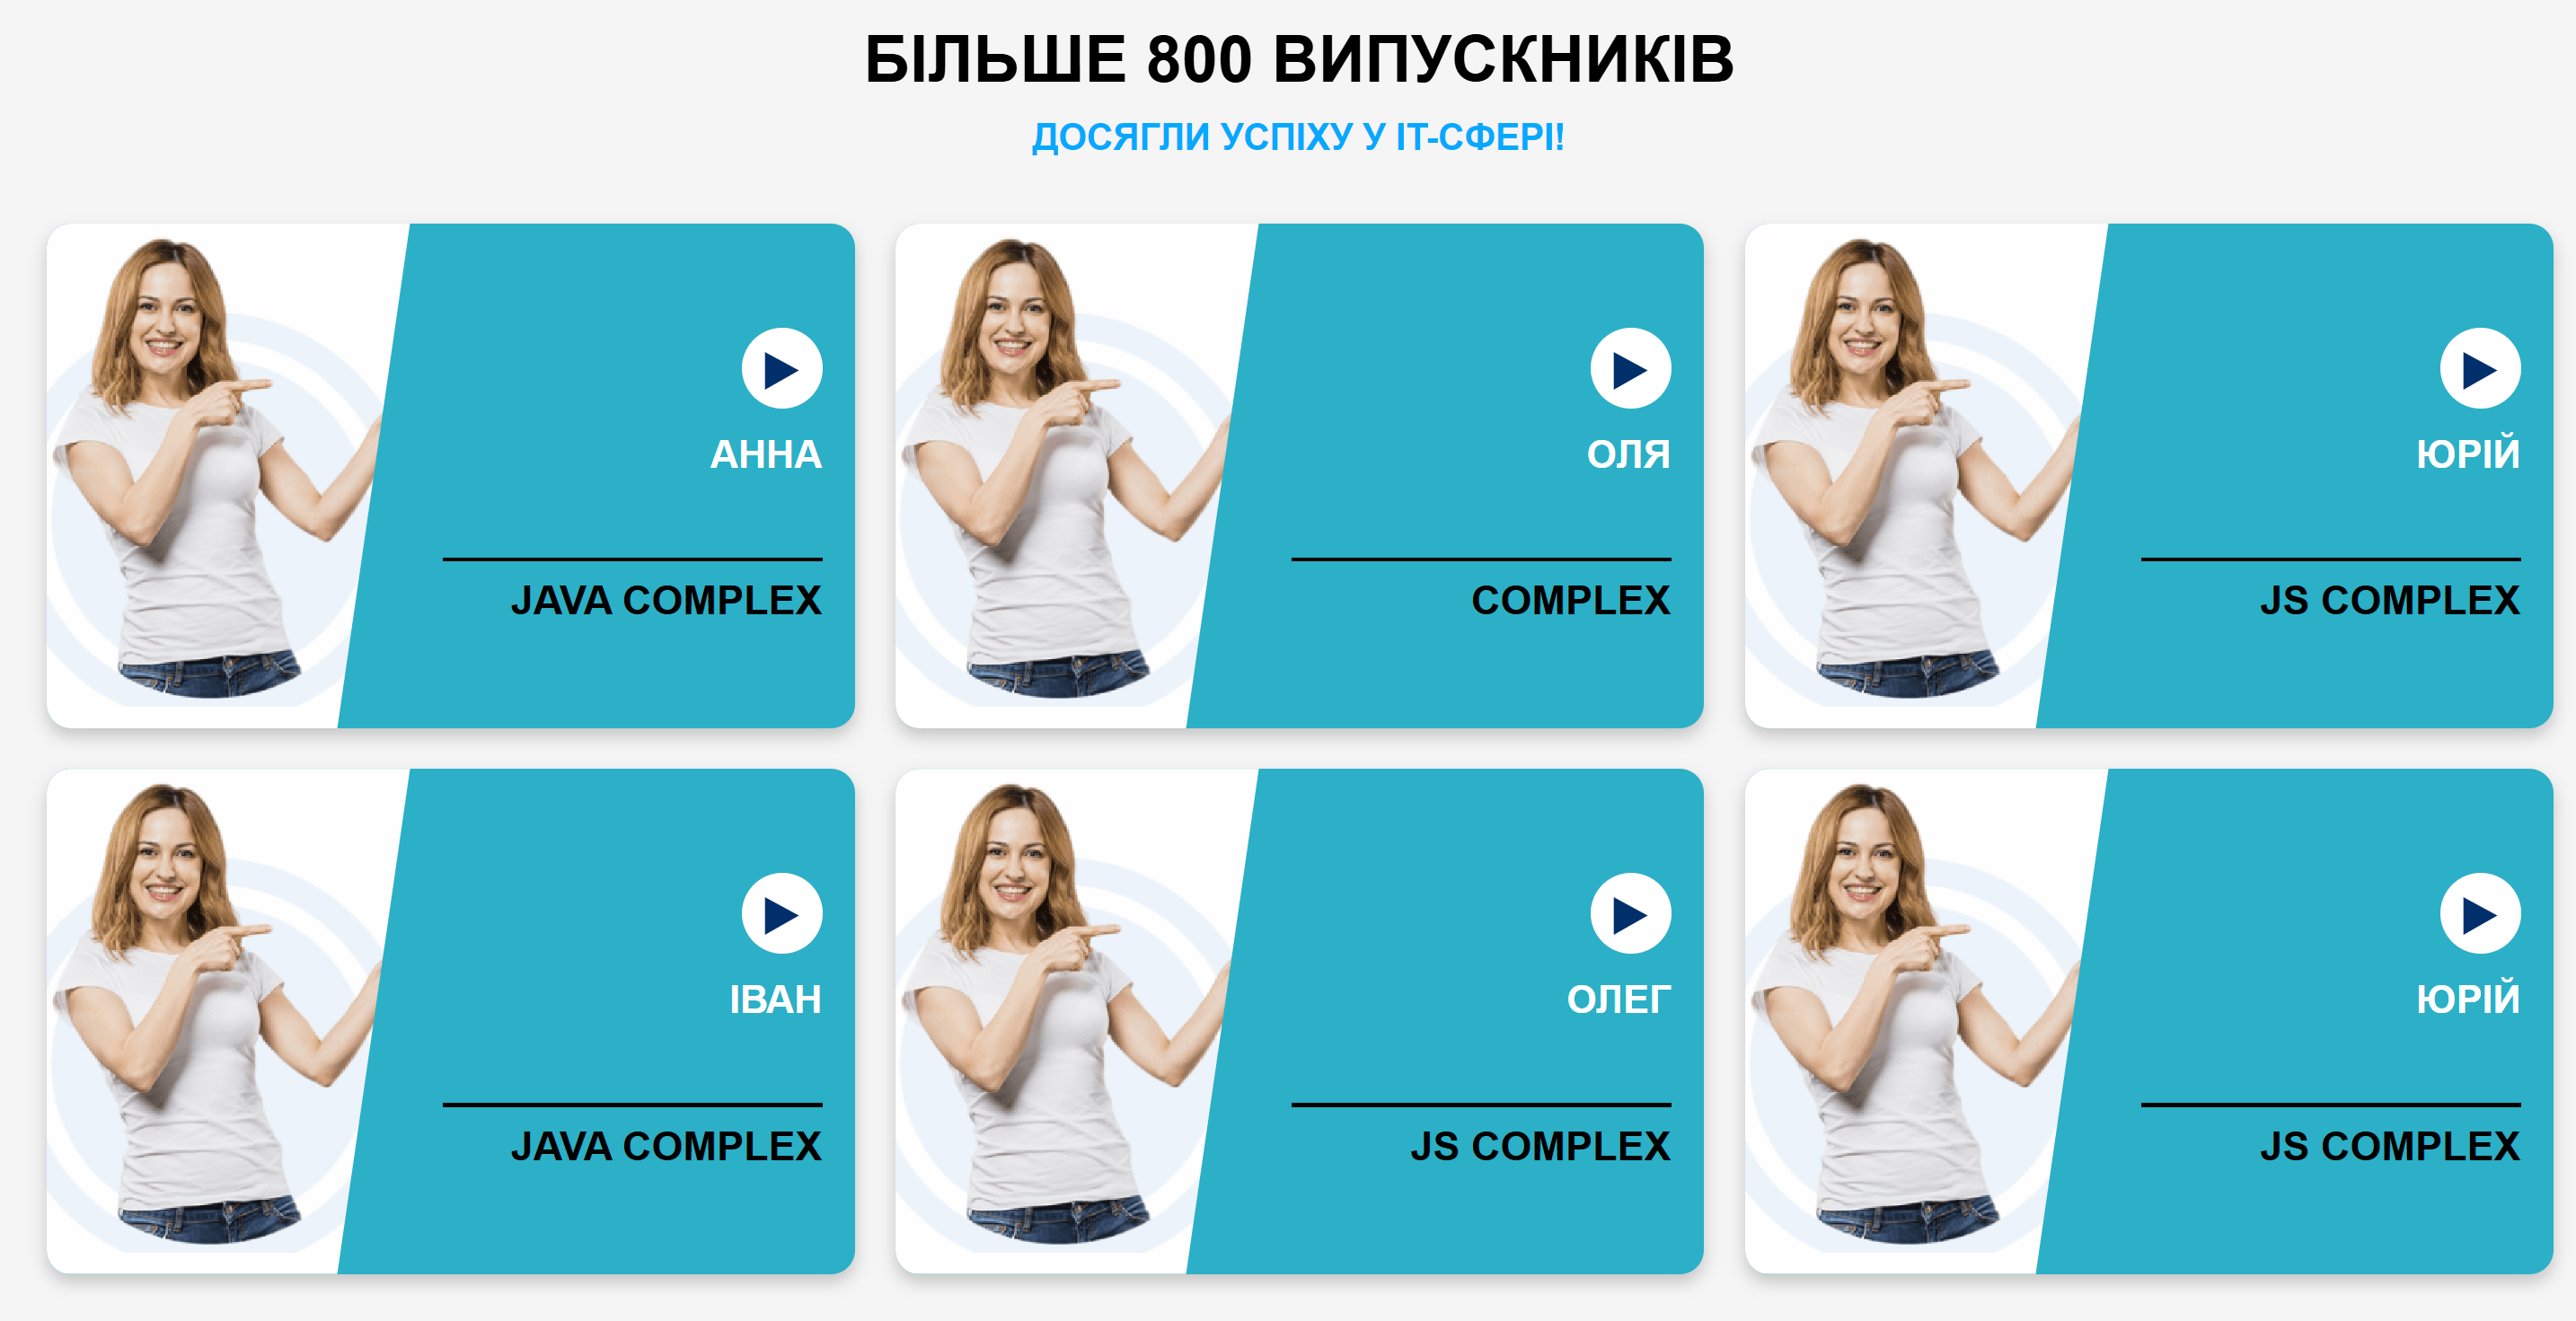 БІЛЬШЕ 800 ВИПУСКНИКІВ
ДОСЯГЛИ УСПІХУ У ІТ-СФЕРІ!
АННА
JAVA COMPLEX
ОЛЯ
COMPLEX
ЮРІЙ
JS COMPLEX
ІВАН
JAVA COMPLEX
ОЛЕГ
JS COMPLEX
ЮРІЙ
JS COMPLEX